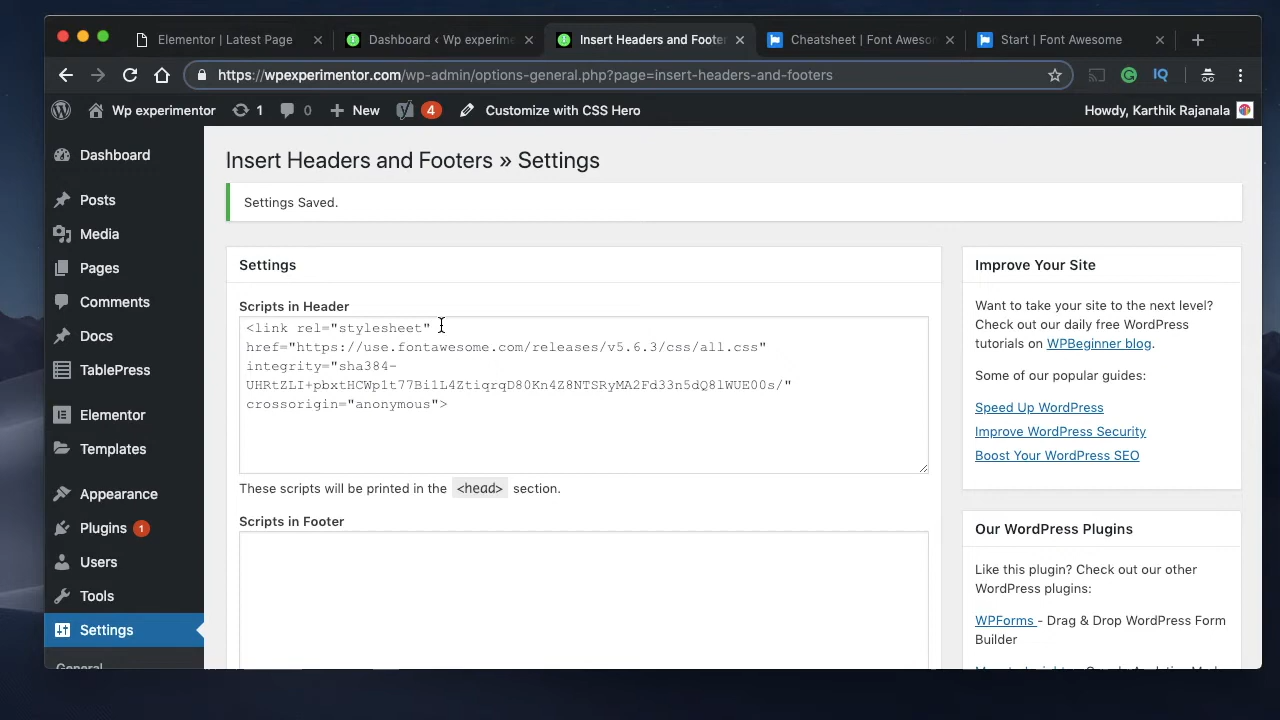 Elementor | Latest Page
Dashboard ‹ Wp experime
Insert Headers and Footer
Cheatsheet | Font Aweso
Start | Font Awesome
https://wpexperimentor.com/wp-admin/options-general.php?page=insert-headers-and-footers
IQ
Wp experimentor
1
0
New
4
Customize with CSS Hero
Howdy, Karthik Rajanala
Dashboard
Posts
Media
Pages
Comments
Docs
TablePress
Elementor
Templates
Appearance
Plugins 1
Users
Tools
Settings
General
Insert Headers and Footers » Settings
Settings Saved.
Settings
Scripts in Header
<link rel="stylesheet"
href="https://use.fontawesome.com/releases/v5.6.3/css/all.css"
integrity="sha384-
UHRtZLI+pbxtHCWp1t77Bi1L4ZtiqrqD80Kn4Z8NTSRyMA2Fd33n5dQ8lWUE00s/"
crossorigin="anonymous">
These scripts will be printed in the <head> section.
Scripts in Footer
Improve Your Site
Want to take your site to the next level?
Check out our daily free WordPress
tutorials on WPBeginner blog.
Some of our popular guides:
Speed Up WordPress
Improve WordPress Security
Boost Your WordPress SEO
Our WordPress Plugins
Like this plugin? Check out our other
WordPress plugins:
WPForms - Drag & Drop WordPress Form
Builder